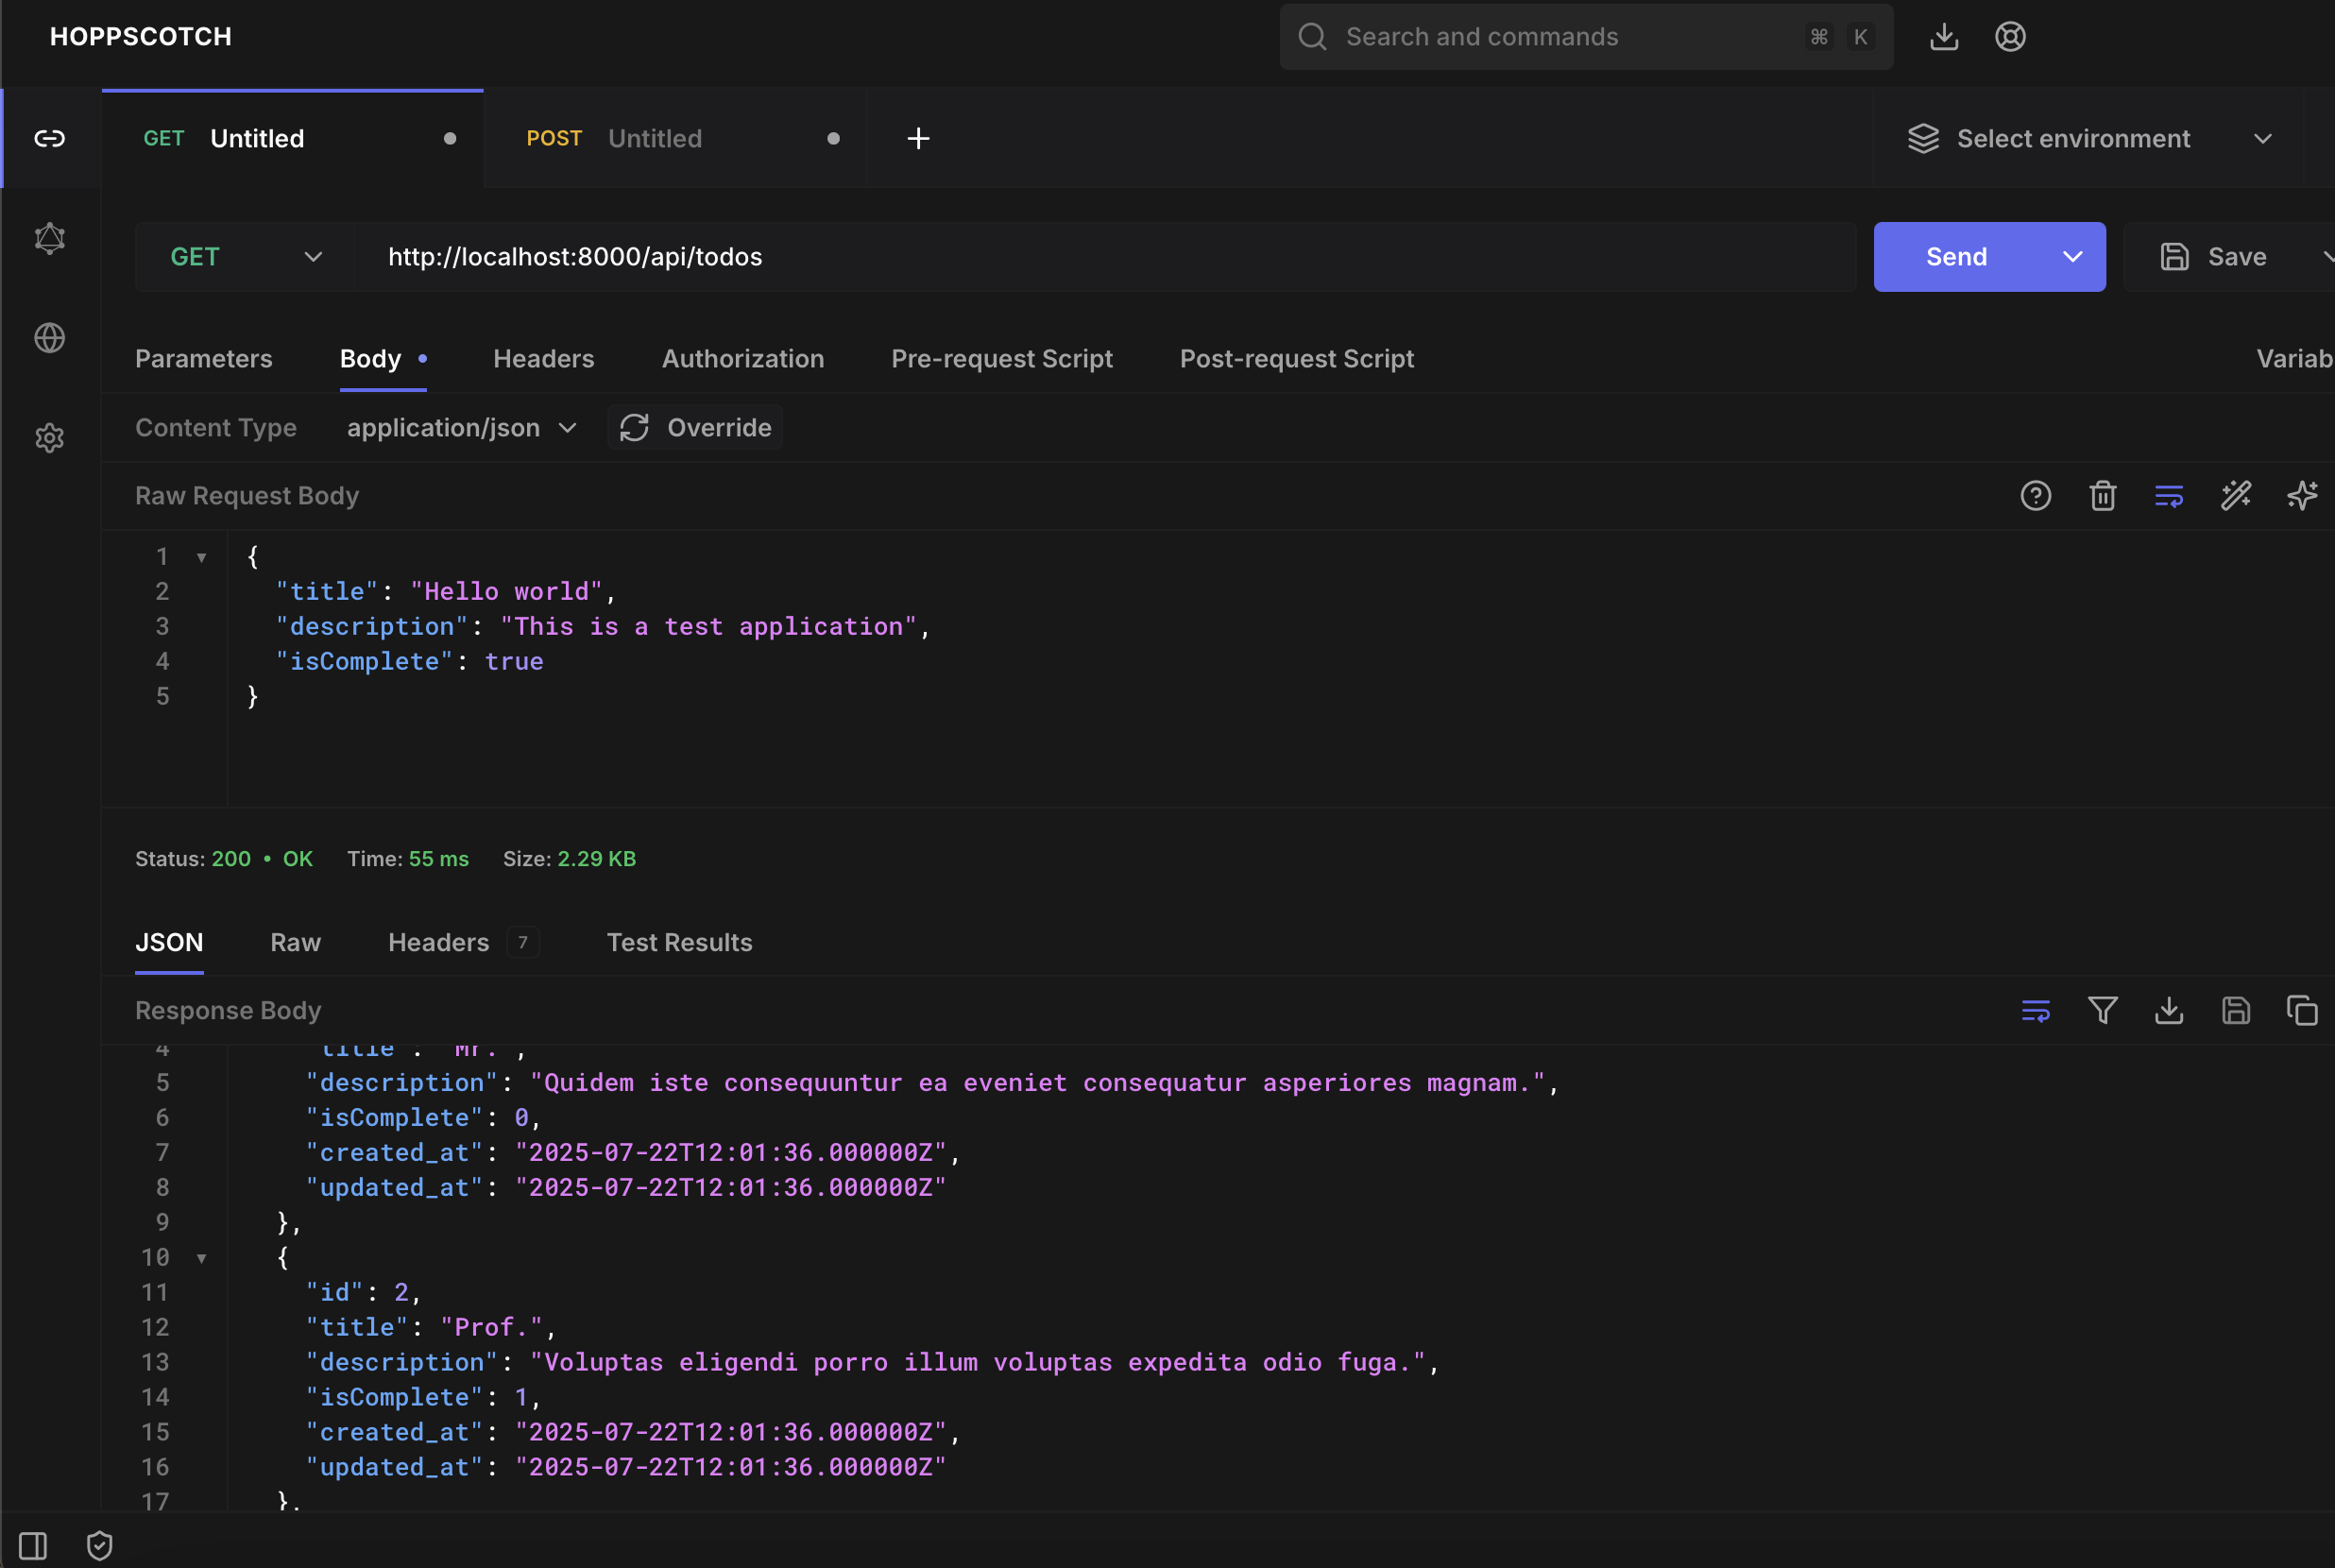 HOPPSCOTCH
Search and commands ⌘ K
GET Untitled
POST Untitled
Select environment
GET http://localhost:8000/api/todos
Send
Save
Parameters Body Headers Authorization Pre-request Script Post-request Script Variab
Content Type application/json Override
Raw Request Body
1 {
2 "title": "Hello world",
3 "description": "This is a test application",
4 "isComplete": true
5 }
Status: 200 • OK Time: 55 ms Size: 2.29 KB
JSON Raw Headers 7 Test Results
Response Body
4 "title": "Mr.",
5 "description": "Quidem iste consequuntur ea eveniet consequatur asperiores magnam.",
6 "isComplete": 0,
7 "created_at": "2025-07-22T12:01:36.000000Z",
8 "updated_at": "2025-07-22T12:01:36.000000Z"
9 },
10 {
11 "id": 2,
12 "title": "Prof.",
13 "description": "Voluptas eligendi porro illum voluptas expedita odio fuga.",
14 "isComplete": 1,
15 "created_at": "2025-07-22T12:01:36.000000Z",
16 "updated_at": "2025-07-22T12:01:36.000000Z"
17 },